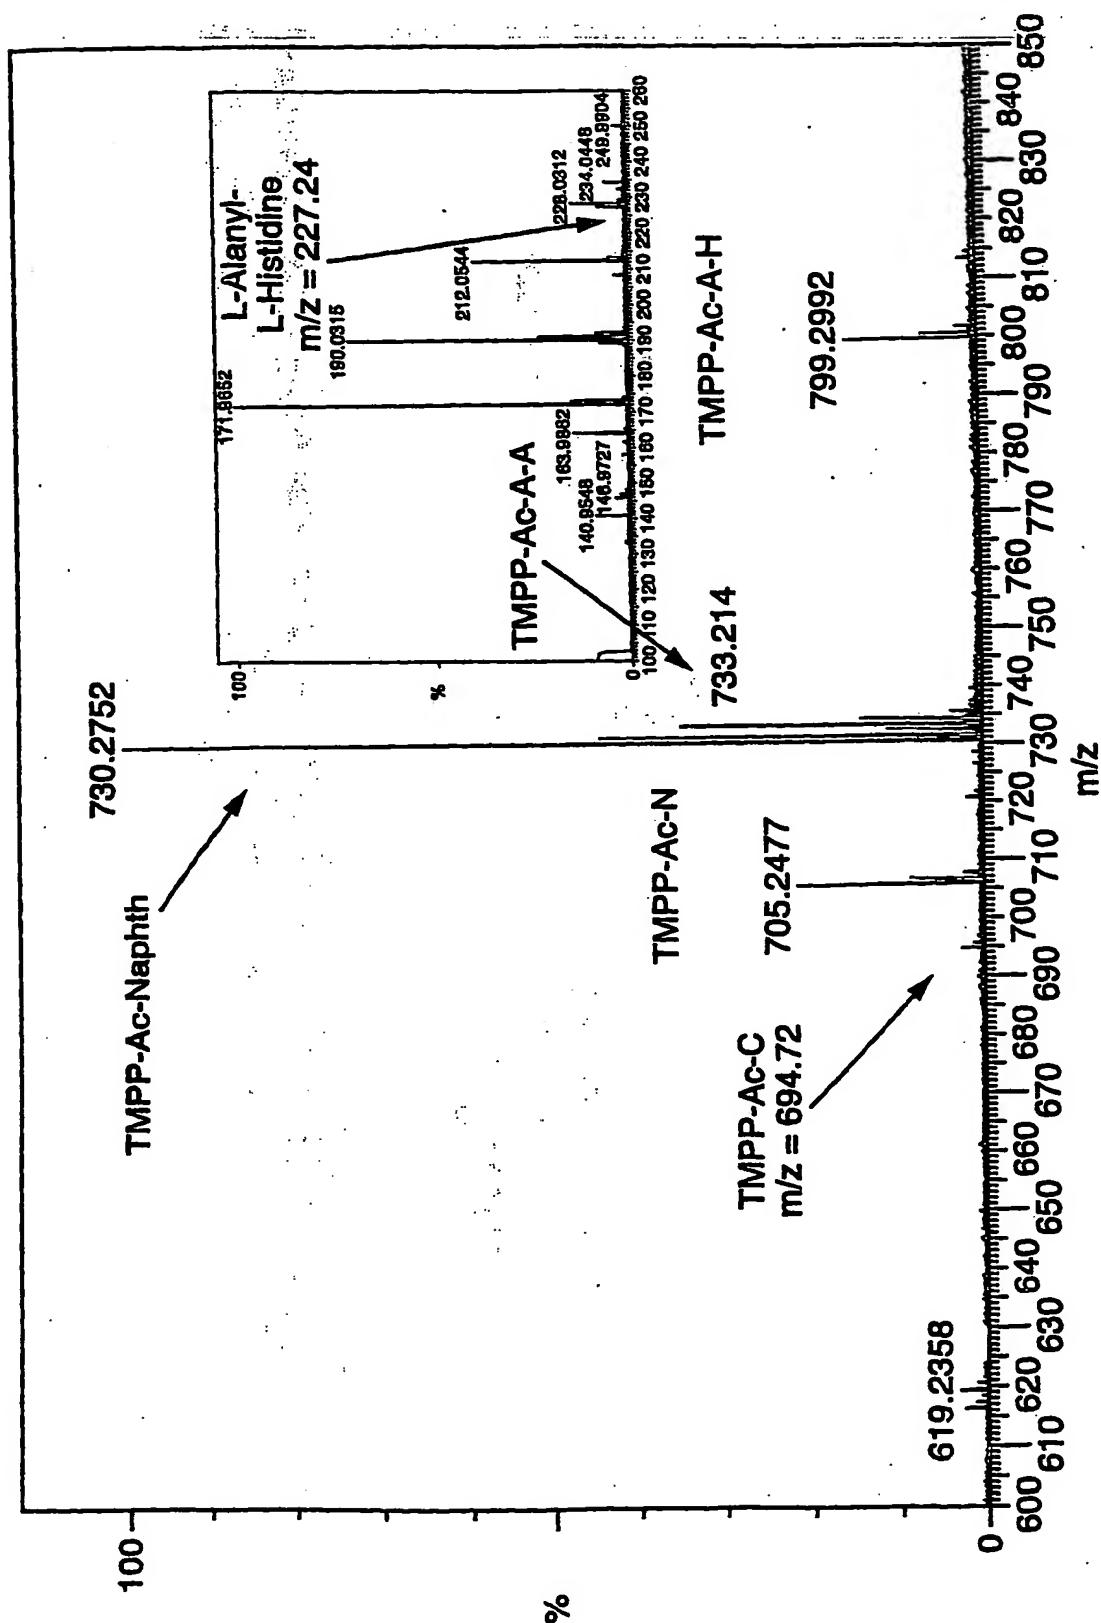 730.2752
TMPP-Ac-Naphth
TMPP-Ac-N
705.2477
TMPP-Ac-C
m/z = 694.72
619.2358
TMPP-Ac-A-A
733.214
TMPP-Ac-A-H
799.2992
100
%
0
600 610 620 630 640 650 660 670 680 690 700 710 720 730 740 750 760 770 780 790 800 810 820 830 840 850
m/z
L-Alanyl-
L-Histidine
m/z = 227.24
171.9652
190.0315
212.0544
163.9882
140.9548
146.9727
228.0312
234.0448
249.9904
100
%
0
100 110 120 130 140 150 160 170 180 190 200 210 220 230 240 250 260